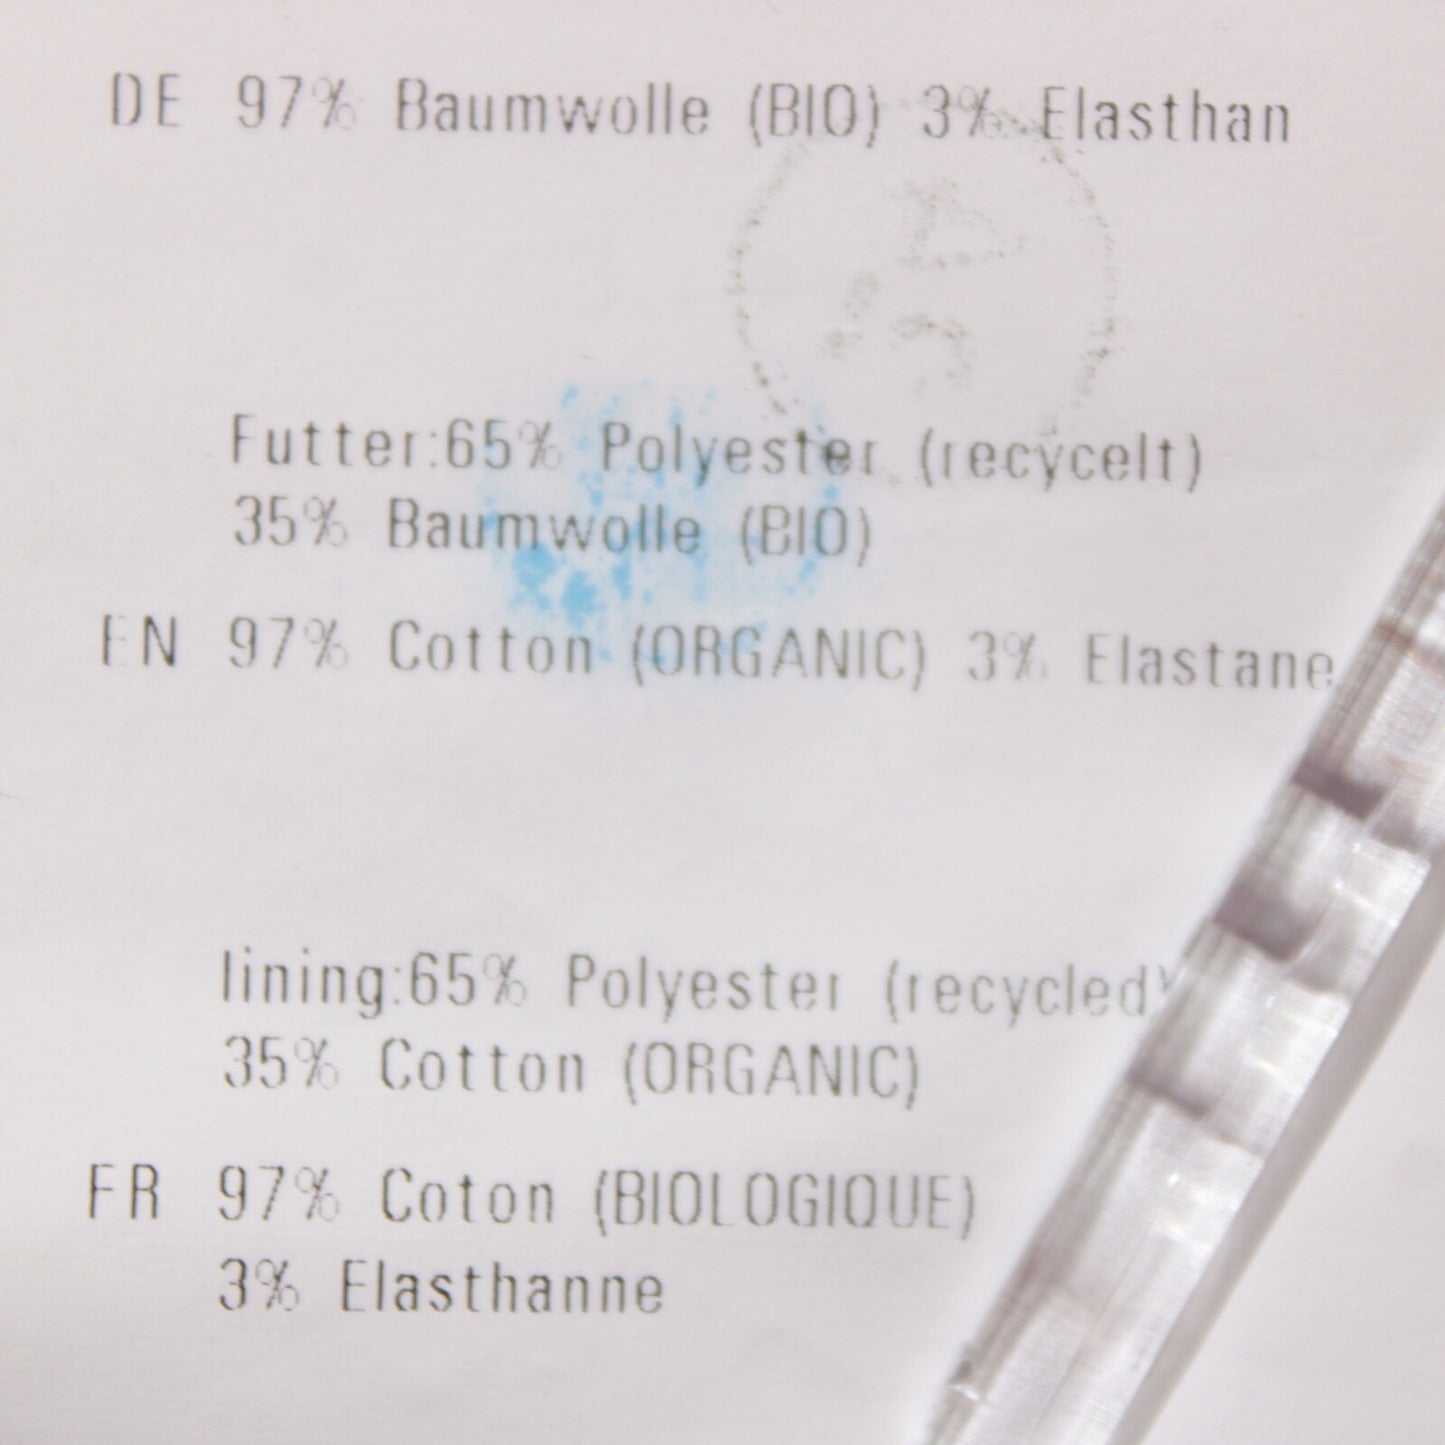 DE 97% Baumwolle (BIO) 3% Elasthan
Futter:65% Polyester (recycelt)
35% Baumwolle (BIO)
EN 97% Cotton (ORGANIC) 3% Elastane
lining:65% Polyester (recycled)
35% Cotton (ORGANIC)
FR 97% Coton (BIOLOGIQUE)
3% Elasthanne